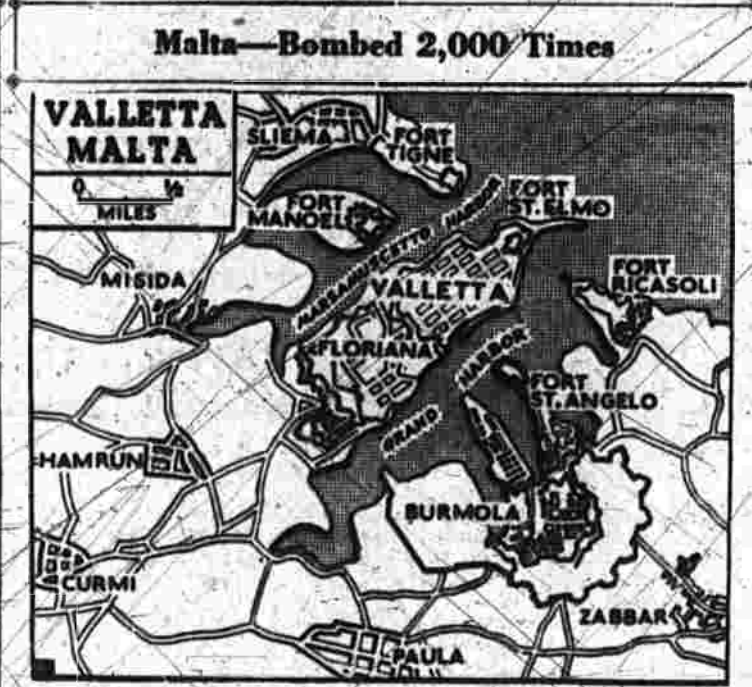 Malta—Bombed 2,000 Times
VALLETTA
MALTA
0 ½
MILES
SLIEMA
FORT
TIGNE
FORT
MANOEL
MARSAMUSCETTO HARBOR
FORT
ST. ELMO
MISIDA
VALLETTA
FORT
RICASOLI
FLORIANA
GRAND HARBOR
FORT
ST. ANGELO
HAMRUN
BURMOLA
CURMI
ZABBAR
PAULA